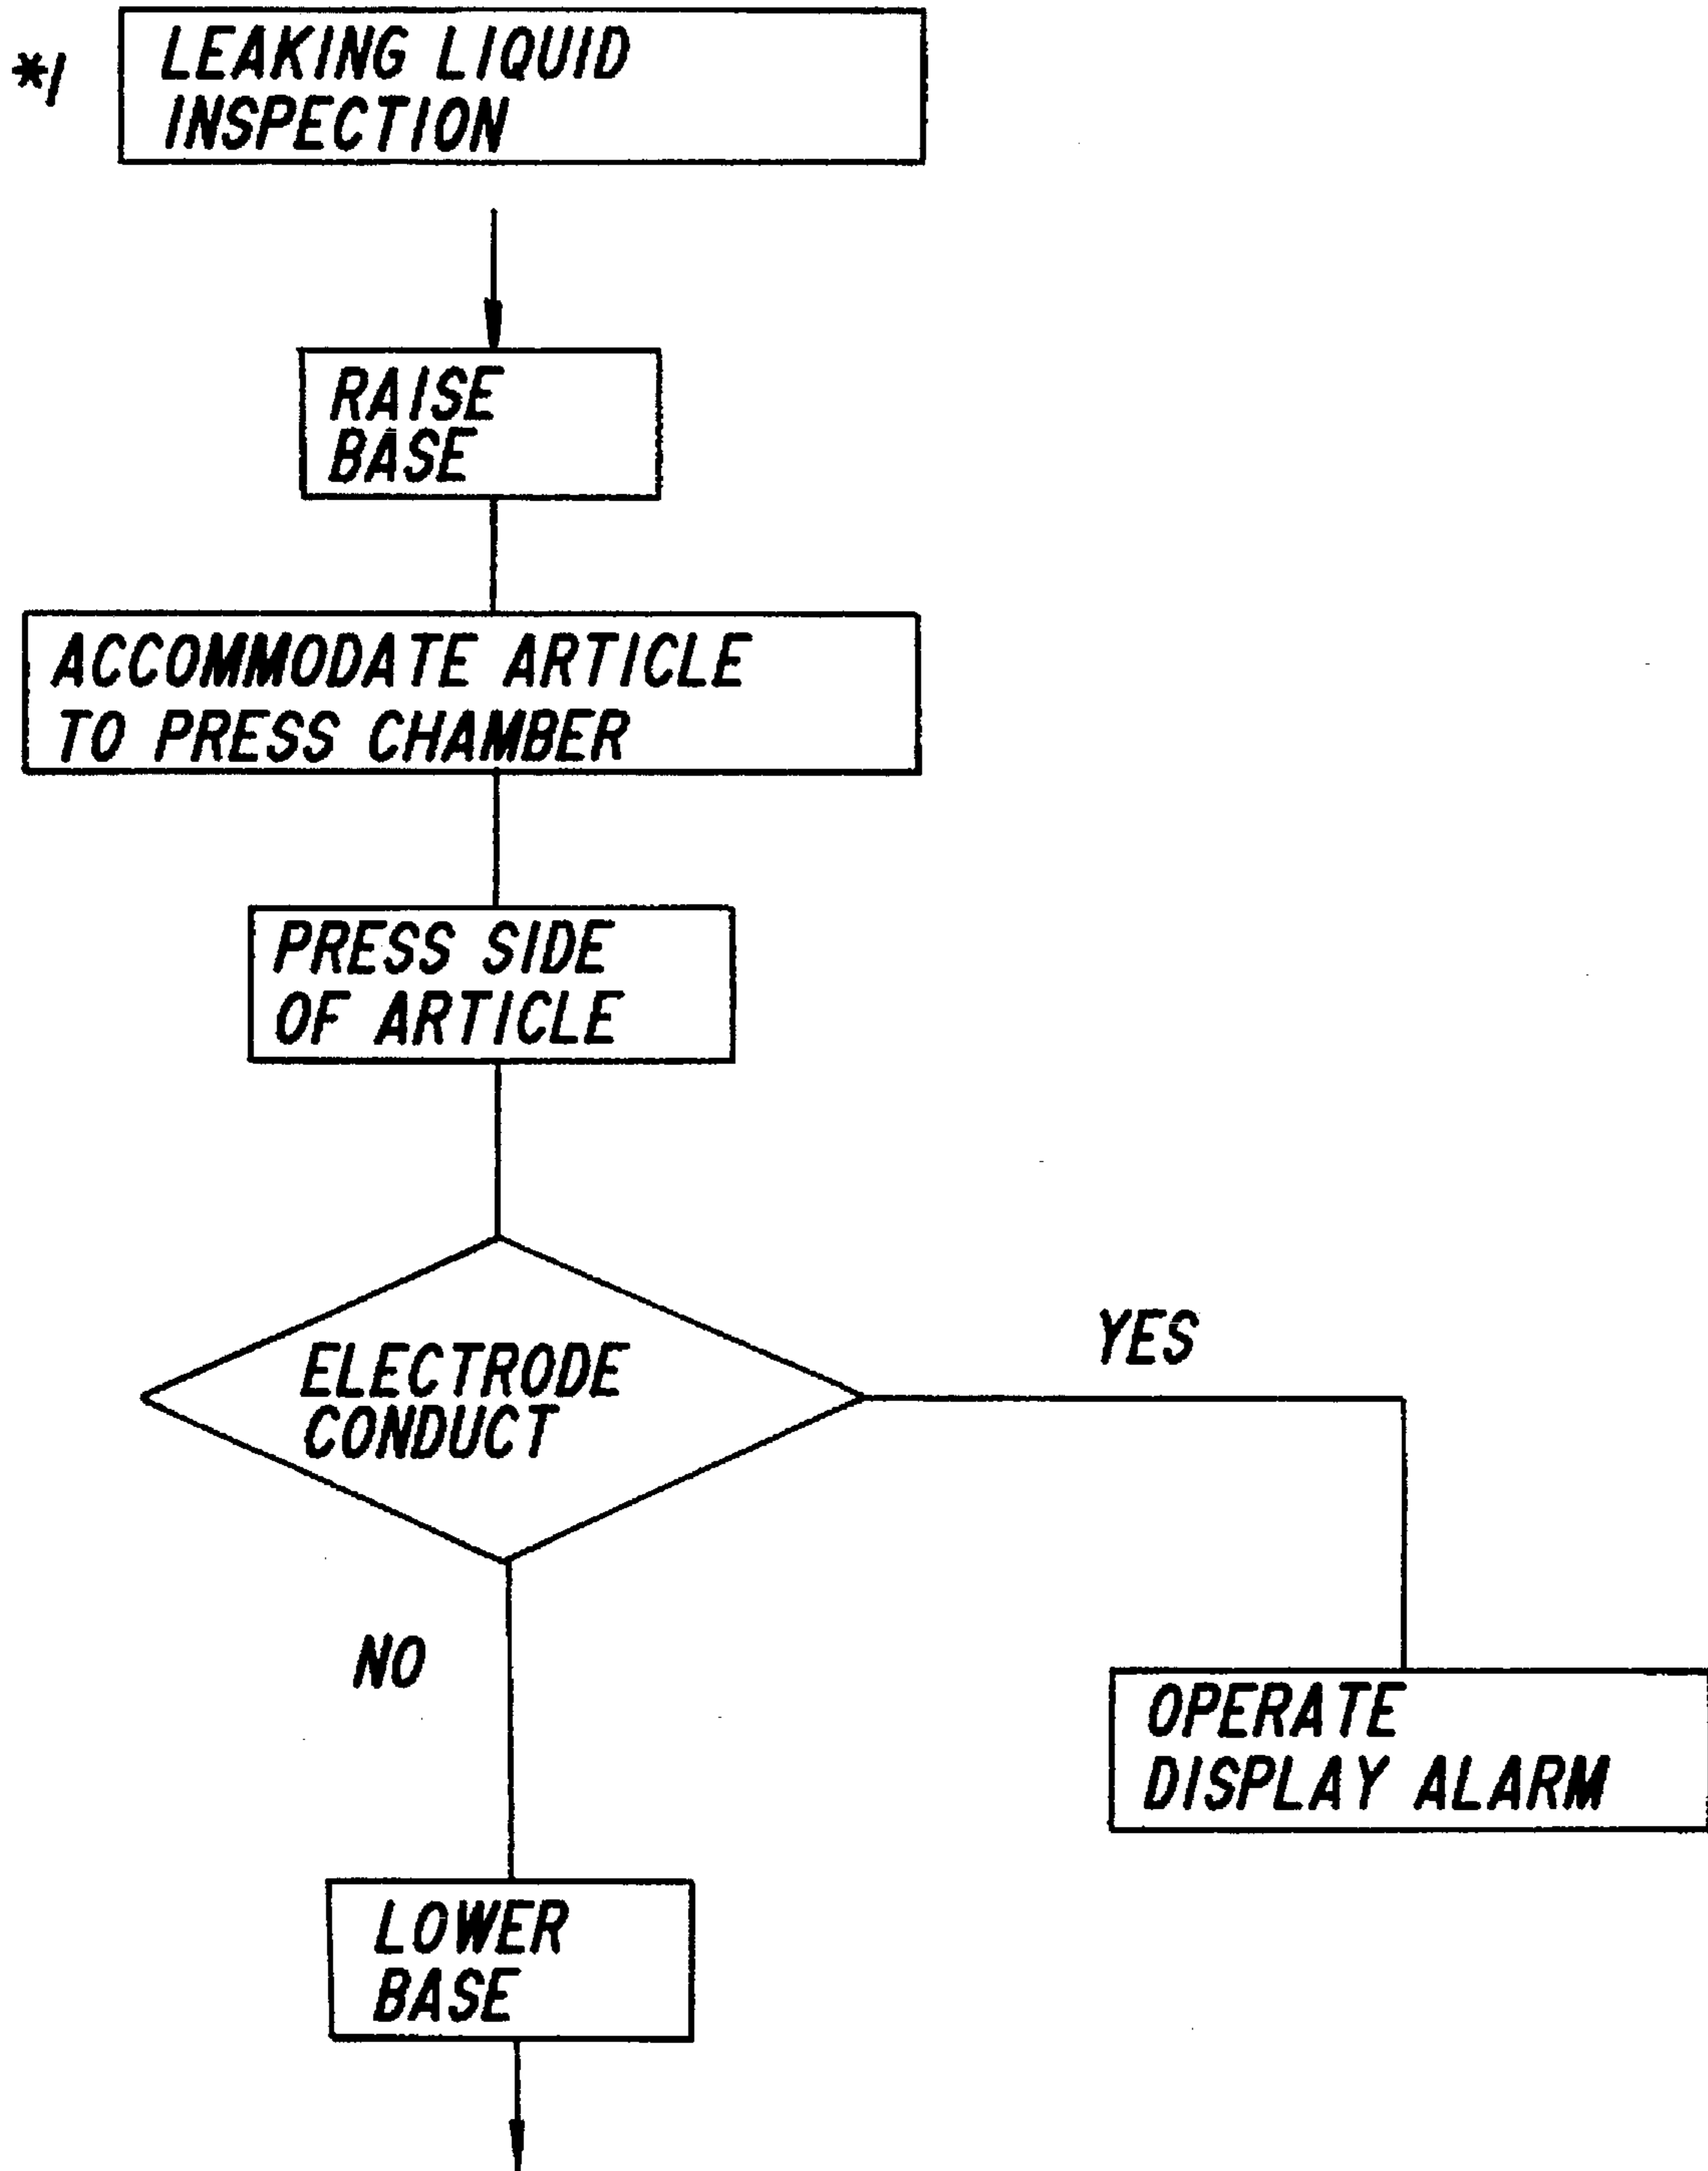 *1
LEAKING LIQUID
INSPECTION
RAISE
BASE
ACCOMMODATE ARTICLE
TO PRESS CHAMBER
PRESS SIDE
OF ARTICLE
ELECTRODE
CONDUCT
YES
NO
OPERATE
DISPLAY ALARM
LOWER
BASE